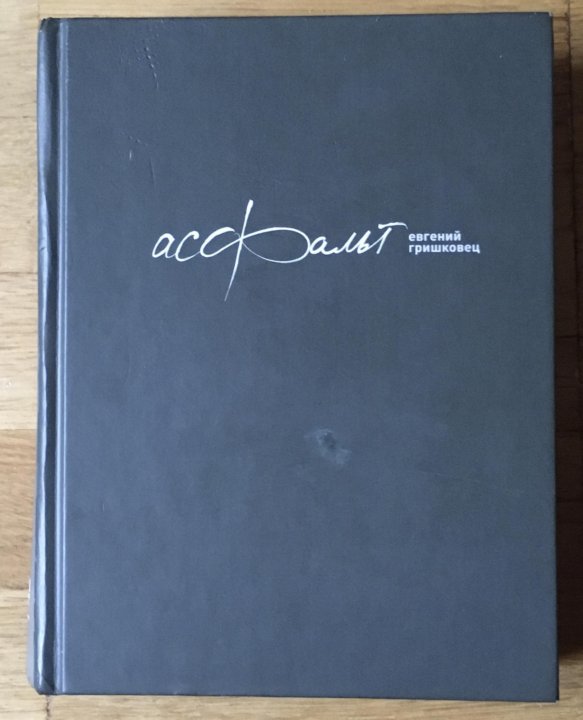 асфальт
евгений
гришковец